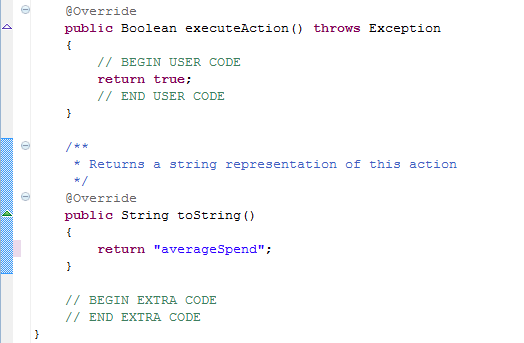 @Override
public Boolean executeAction() throws Exception
{
// BEGIN USER CODE
return true;
// END USER CODE
}
/**
* Returns a string representation of this action
*/
@Override
public String toString()
{
return "averageSpend";
}
// BEGIN EXTRA CODE
// END EXTRA CODE
}